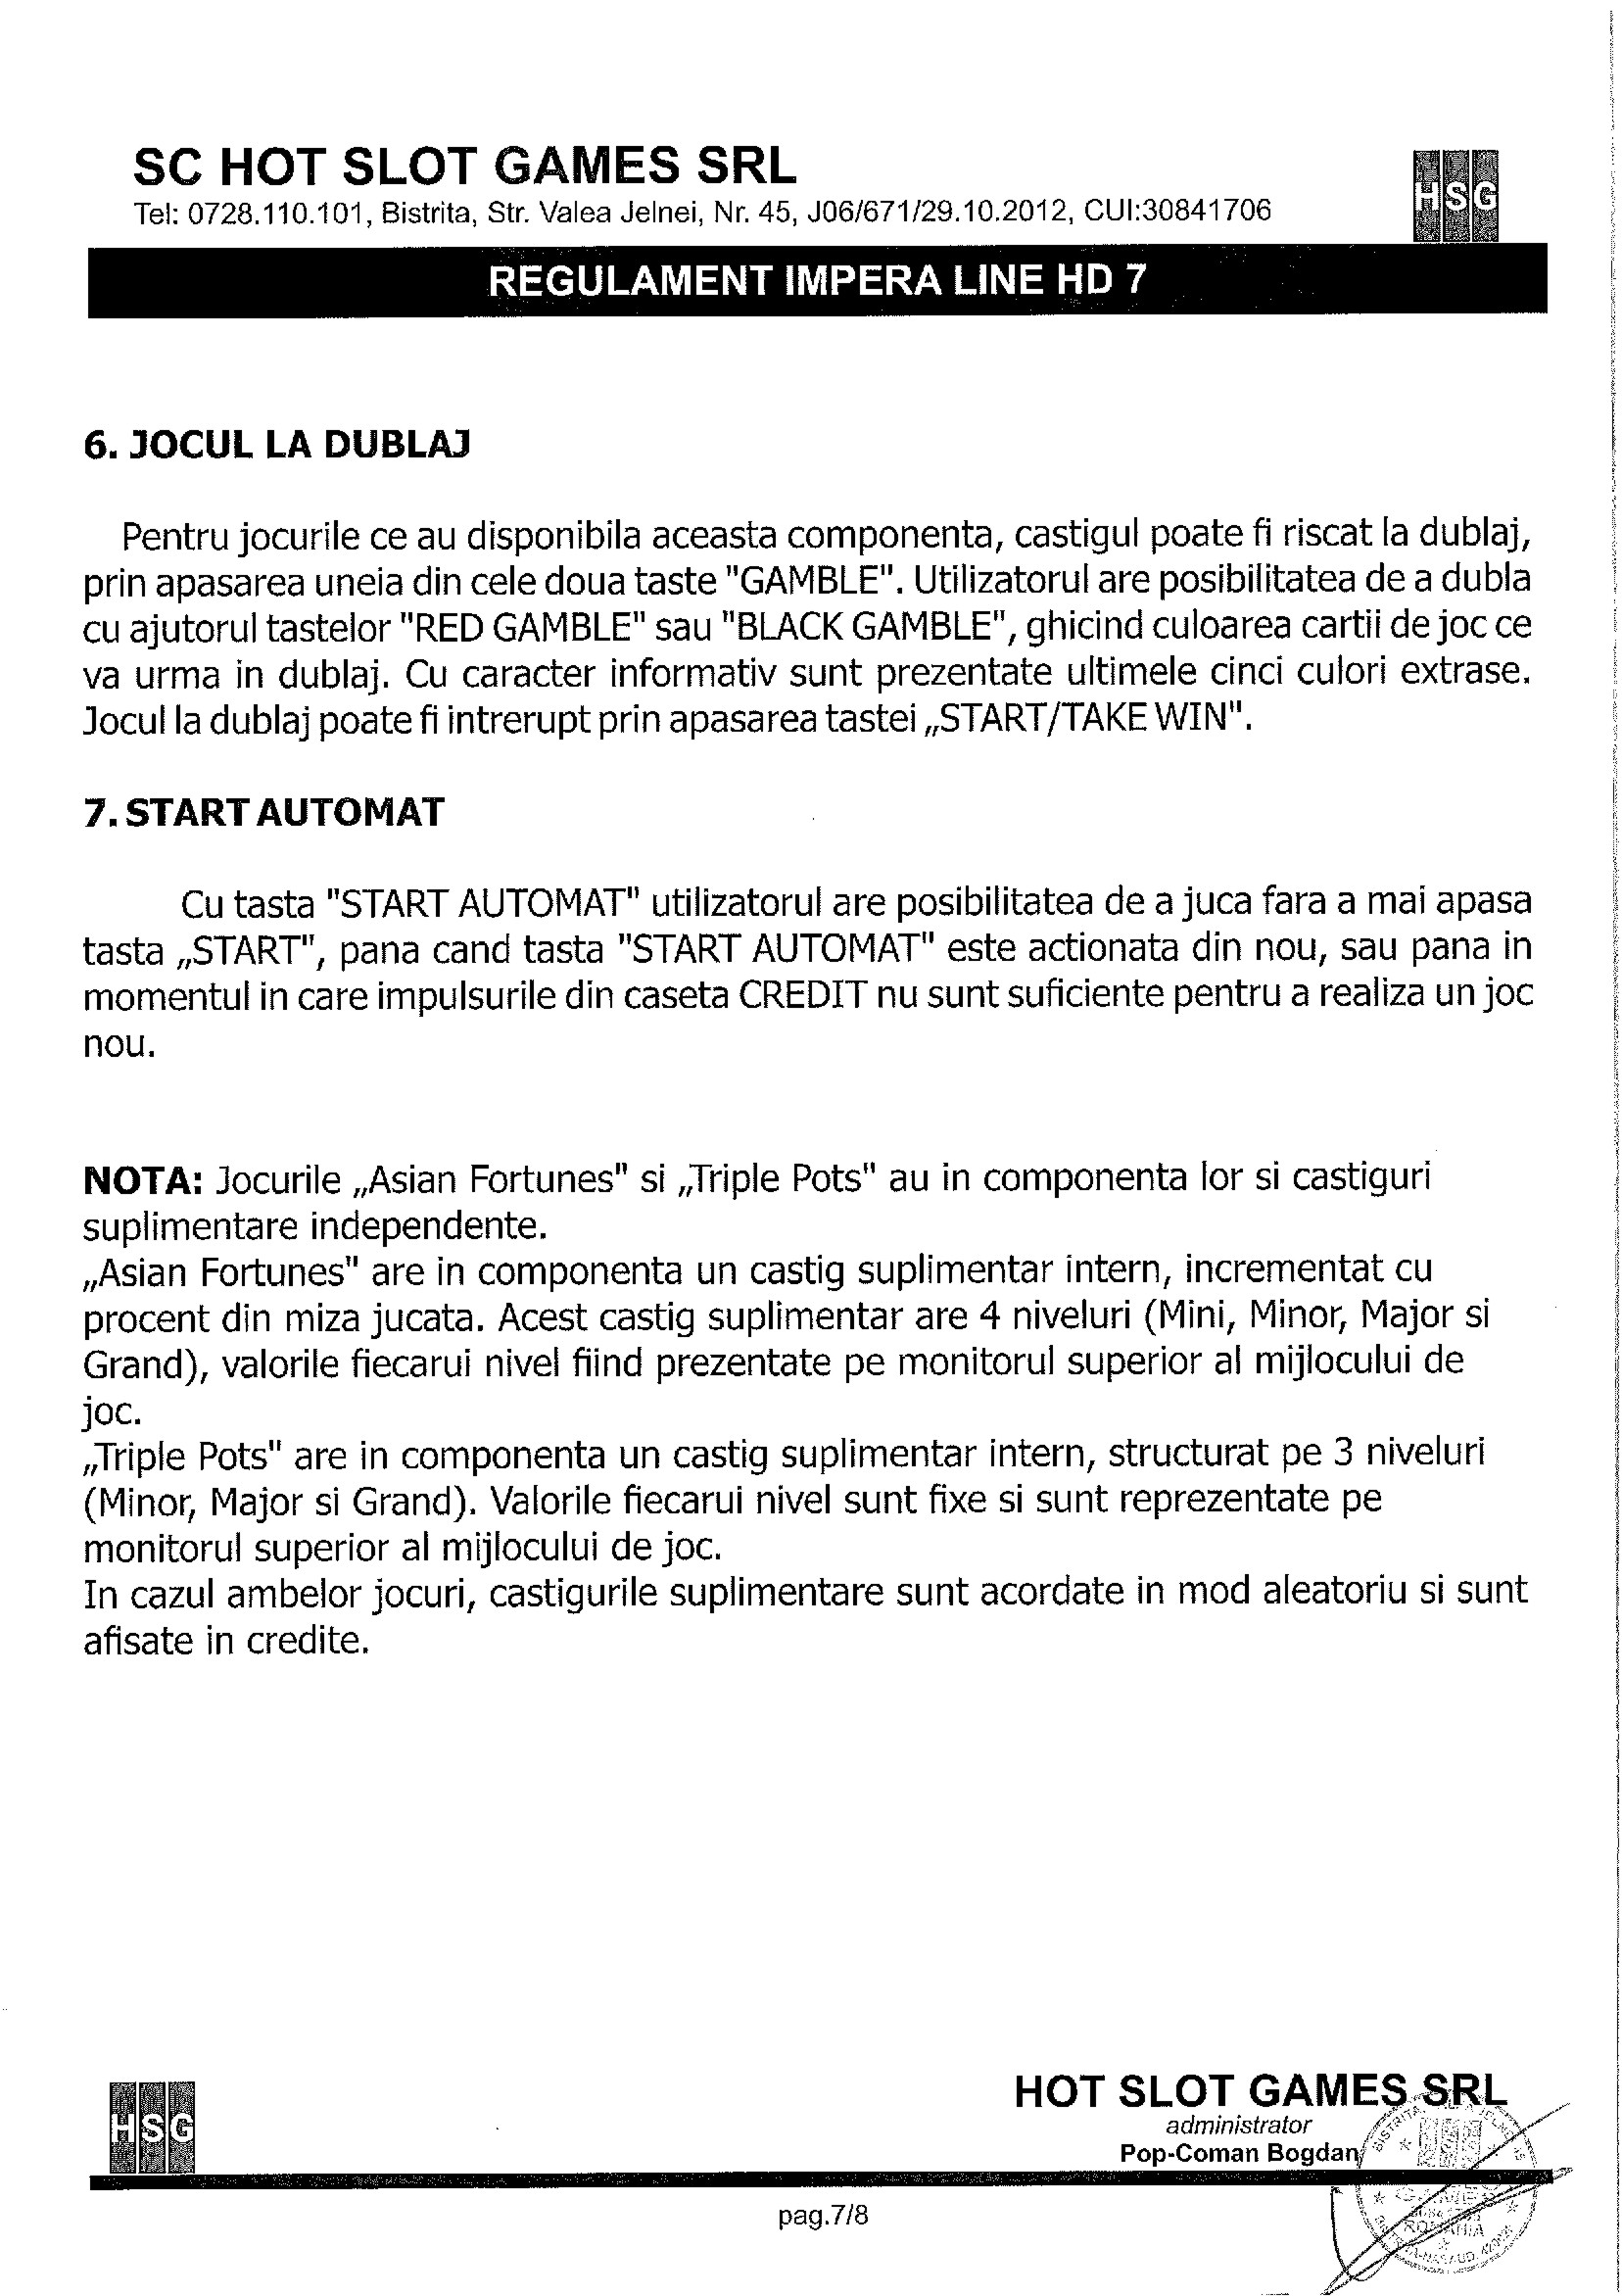 SC HOT SLOT GAMES SRL
Tel: 0728.110.101, Bistrita, Str. Valea Jelnei, Nr. 45, J06/671/29.10.2012, CUI:30841706
HSG
REGULAMENT IMPERA LINE HD 7
6. JOCUL LA DUBLAJ
Pentru jocurile ce au disponibila aceasta componenta, castigul poate fi riscat la dublaj,
prin apasarea uneia din cele doua taste "GAMBLE". Utilizatorul are posibilitatea de a dubla
cu ajutorul tastelor "RED GAMBLE" sau "BLACK GAMBLE", ghicind culoarea cartii de joc ce
va urma in dublaj. Cu caracter informativ sunt prezentate ultimele cinci culori extrase.
Jocul la dublaj poate fi intrerupt prin apasarea tastei „START/TAKE WIN".
7. START AUTOMAT
Cu tasta "START AUTOMAT" utilizatorul are posibilitatea de a juca fara a mai apasa
tasta „START", pana cand tasta "START AUTOMAT" este actionata din nou, sau pana in
momentul in care impulsurile din caseta CREDIT nu sunt suficiente pentru a realiza un joc
nou.
NOTA: Jocurile „Asian Fortunes" si „Triple Pots" au in componenta lor si castiguri
suplimentare independente.
„Asian Fortunes" are in componenta un castig suplimentar intern, incrementat cu
procent din miza jucata. Acest castig suplimentar are 4 niveluri (Mini, Minor, Major si
Grand), valorile fiecarui nivel fiind prezentate pe monitorul superior al mijlocului de
joc.
„Triple Pots" are in componenta un castig suplimentar intern, structurat pe 3 niveluri
(Minor, Major si Grand). Valorile fiecarui nivel sunt fixe si sunt reprezentate pe
monitorul superior al mijlocului de joc.
In cazul ambelor jocuri, castigurile suplimentare sunt acordate in mod aleatoriu si sunt
afisate in credite.
HSG
HOT SLOT GAMES SRL
administrator
Pop-Coman Bogdan
pag.7/8
BISTRITA
GAMES
ROMANIA